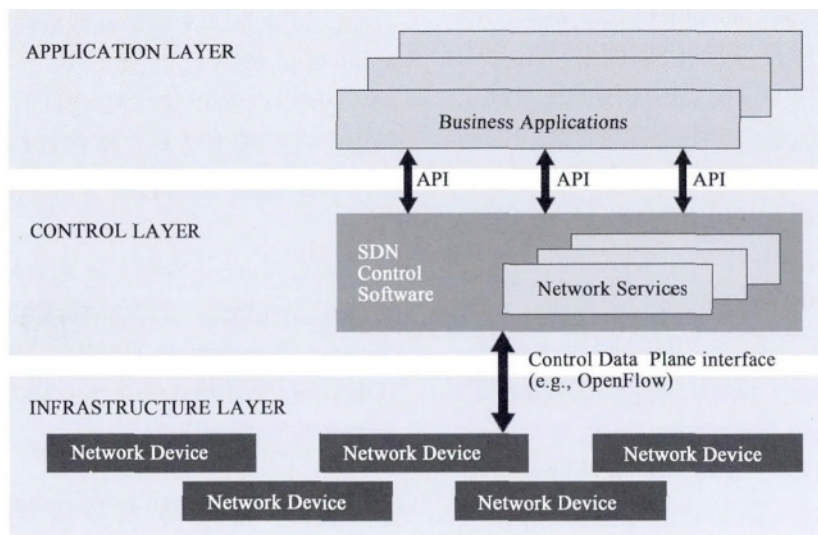 APPLICATION LAYER
Business Applications
API
API
API
CONTROL LAYER
SDN
Control
Software
Network Services
Control Data Plane interface
(e.g., OpenFlow)
INFRASTRUCTURE LAYER
Network Device
Network Device
Network Device
Network Device
Network Device